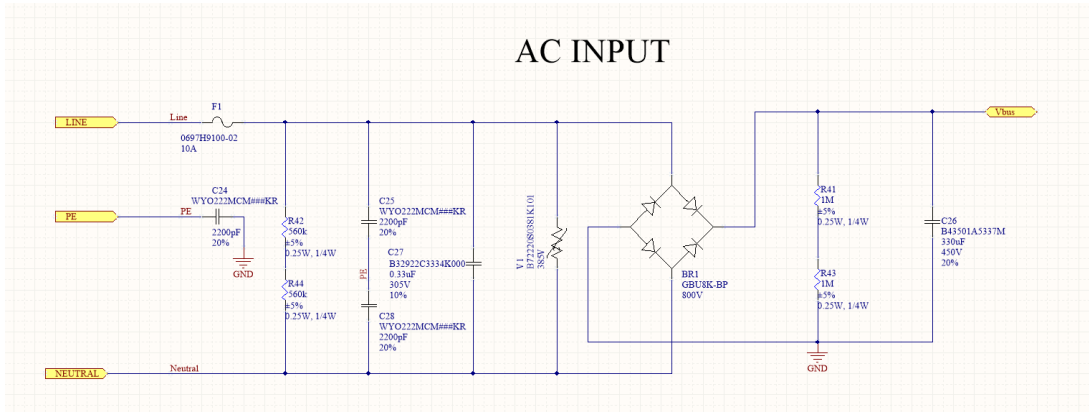 AC INPUT
LINE
Line
F1
0697H9100-02
10A
Vbus
C24
WYO222MCM###KR
PE
PE
2200pF
20%
GND
R42
560k
±5%
0.25W, 1/4W
R44
560k
±5%
0.25W, 1/4W
C25
WYO222MCM###KR
2200pF
20%
PE
C28
WYO222MCM###KR
2200pF
20%
C27
B32922C3334K000
0.33uF
305V
10%
V1
B72220S0381K101
385V
BR1
GBU8K-BP
800V
R41
1M
±5%
0.25W, 1/4W
R43
1M
±5%
0.25W, 1/4W
C26
B43501A5337M
330uF
450V
20%
GND
NEUTRAL
Neutral